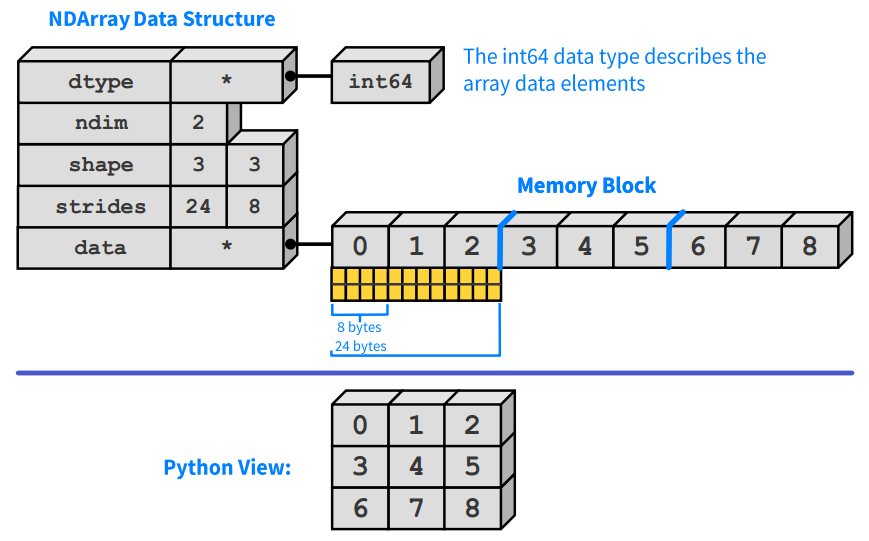 NDArray Data Structure
dtype * int64
The int64 data type describes the
array data elements
ndim 2
shape 3 3
strides 24 8
Memory Block
data * 0 1 2 3 4 5 6 7 8
8 bytes
24 bytes
Python View:
0 1 2
3 4 5
6 7 8